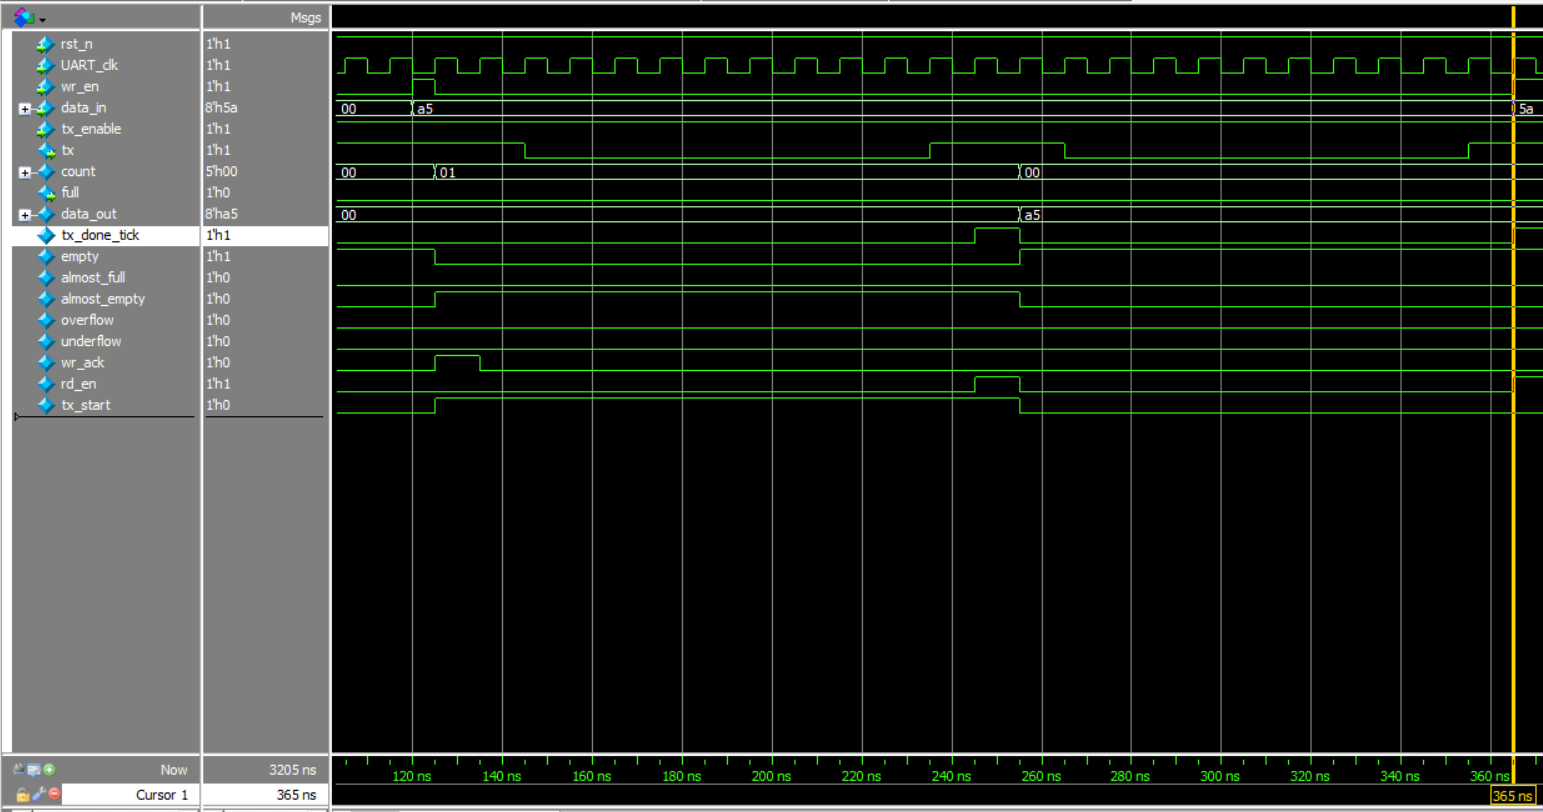 Msgs
rst_n 1'h1
UART_clk 1'h1
wr_en 1'h1
data_in 8'h5a 00 a5 5a
tx_enable 1'h1
tx 1'h1
count 5'h00 00 01 00
full 1'h0
data_out 8'ha5 00 a5
tx_done_tick 1'h1
empty 1'h1
almost_full 1'h0
almost_empty 1'h0
overflow 1'h0
underflow 1'h0
wr_ack 1'h0
rd_en 1'h1
tx_start 1'h0
Now 3205 ns 120 ns 140 ns 160 ns 180 ns 200 ns 220 ns 240 ns 260 ns 280 ns 300 ns 320 ns 340 ns 360 ns
Cursor 1 365 ns 365 ns